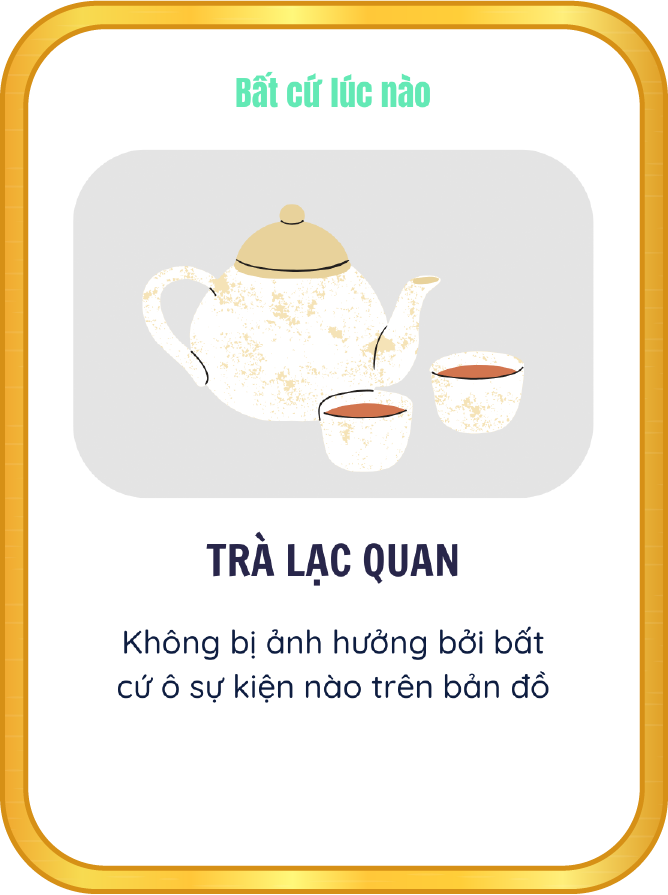 Bất cứ lúc nào
TRÀ LẠC QUAN
Không bị ảnh hưởng bởi bất
cứ ô sự kiện nào trên bản đồ